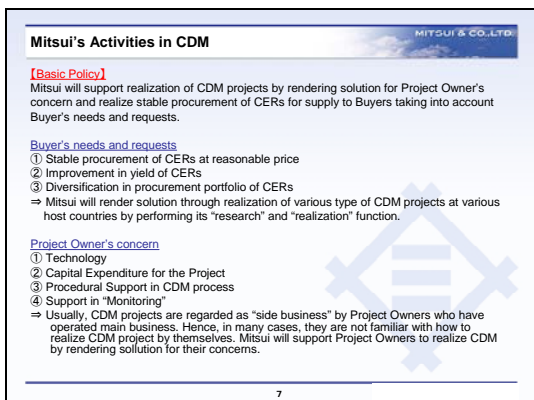 MITSUI & CO.,LTD.
Mitsui's Activities in CDM
【Basic Policy】
Mitsui will support realization of CDM projects by rendering solution for Project Owner's
concern and realize stable procurement of CERs for supply to Buyers taking into account
Buyer's needs and requests.
Buyer's needs and requests
① Stable procurement of CERs at reasonable price
② Improvement in yield of CERs
③ Diversification in procurement portfolio of CERs
⇒ Mitsui will render solution through realization of various type of CDM projects at various
host countries by performing its "research" and "realization" function.
Project Owner's concern
① Technology
② Capital Expenditure for the Project
③ Procedural Support in CDM process
④ Support in "Monitoring"
⇒ Usually, CDM projects are regarded as "side business" by Project Owners who have
operated main business. Hence, in many cases, they are not familiar with how to
realize CDM project by themselves. Mitsui will support Project Owners to realize CDM
by rendering sollution for their concerns.
7